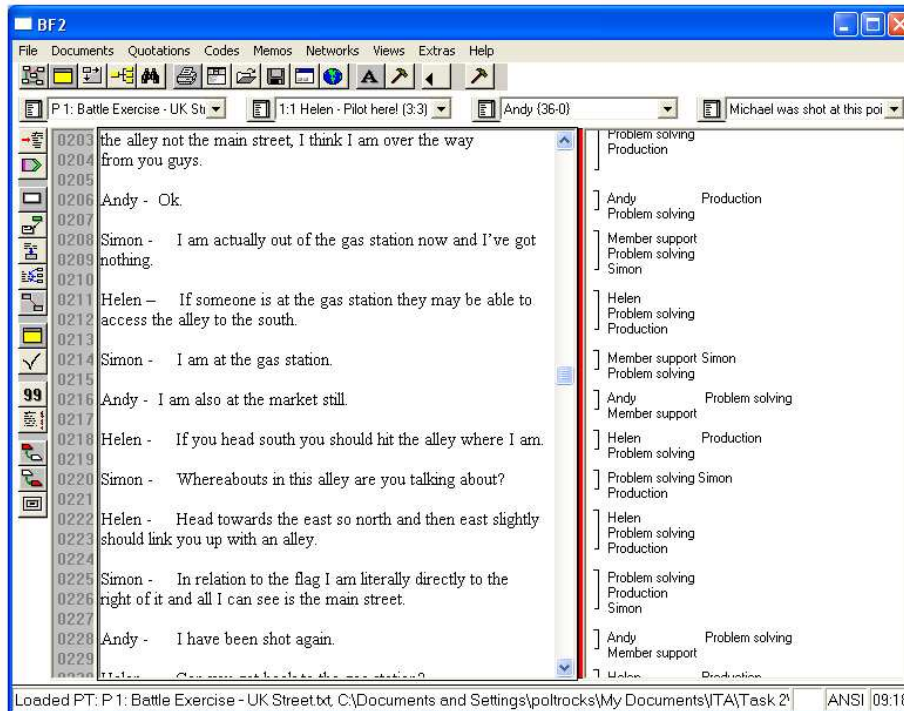 BF2
File Documents Quotations Codes Memos Networks Views Extras Help
A
P 1: Battle Exercise - UK Str 1:1 Helen - Pilot here! (3:3) Andy {36-0} Michael was shot at this poi
0203 the alley not the main street, I think I am over the way
0204 from you guys.
0205
0206 Andy - Ok.
0207
0208 Simon - I am actually out of the gas station now and I've got
0209 nothing.
0210
0211 Helen – If someone is at the gas station they may be able to
0212 access the alley to the south.
0213
0214 Simon - I am at the gas station.
0215
0216 Andy - I am also at the market still.
0217
0218 Helen - If you head south you should hit the alley where I am.
0219
0220 Simon - Whereabouts in this alley are you talking about?
0221
0222 Helen - Head towards the east so north and then east slightly
0223 should link you up with an alley.
0224
0225 Simon - In relation to the flag I am literally directly to the
0226 right of it and all I can see is the main street.
0227
0228 Andy - I have been shot again.
0229
99
Problem solving
Production
Andy Production
Problem solving
Member support
Problem solving
Simon
Helen
Problem solving
Production
Member support Simon
Problem solving
Andy Problem solving
Member support
Helen Production
Problem solving
Problem solving Simon
Production
Helen
Problem solving
Production
Problem solving
Production
Simon
Andy Problem solving
Member support
Helen Production
Loaded PT: P 1: Battle Exercise - UK Street.txt, C:\Documents and Settings\poltrocks\My Documents\ITA\Task 2\ ANSI 09:18